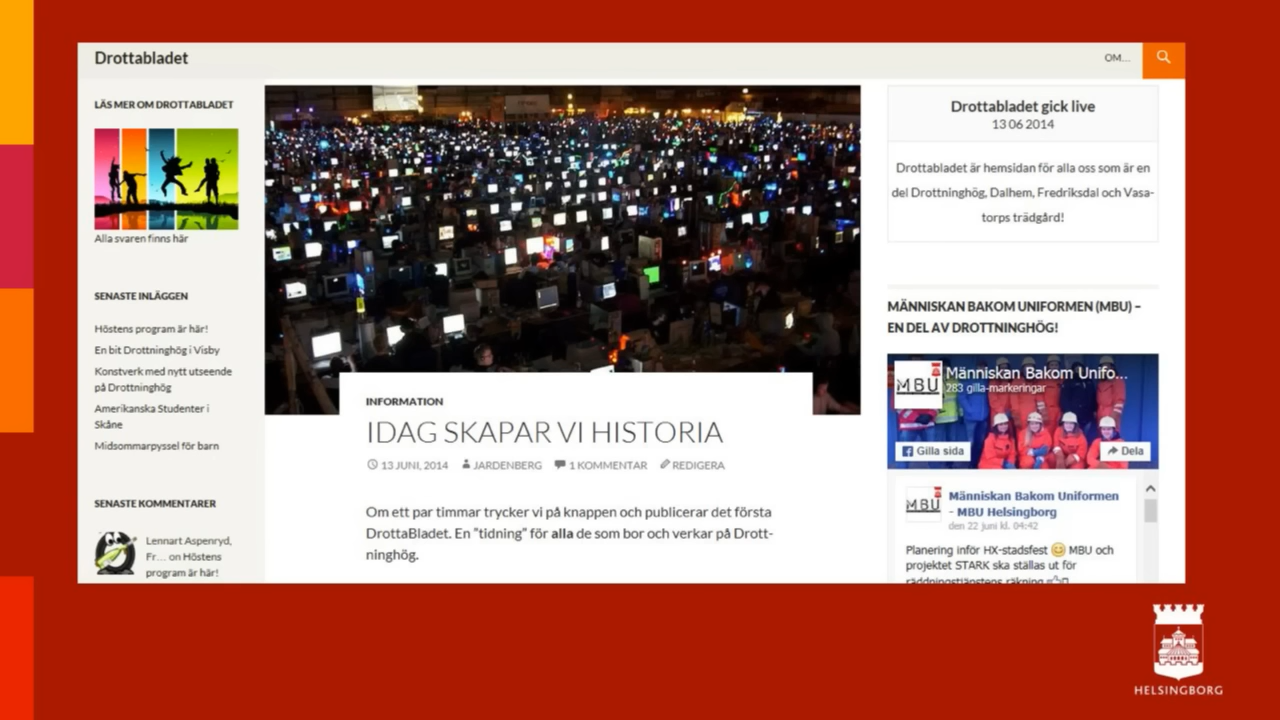 Drottabladet
OM...
LÄS MER OM DROTTABLADET
Alla svaren finns här
SENASTE INLÄGGEN
Höstens program är här!
En bit Drottninghög i Visby
Konstverk med nytt utseende
på Drottninghög
Amerikanska Studenter i
Skåne
Midsommarpyssel för barn
SENASTE KOMMENTARER
Lennart Aspenryd,
Fr... on Höstens
program är här!
INFORMATION
IDAG SKAPAR VI HISTORIA
13 JUNI, 2014 JARDENBERG 1 KOMMENTAR REDIGERA
Om ett par timmar trycker vi på knappen och publicerar det första
DrottaBladet. En "tidning" för alla de som bor och verkar på Drott-
ninghög.
Drottabladet gick live
13 06 2014
Drottabladet är hemsidan för alla oss som är en
del Drottninghög, Dalhem, Fredriksdal och Vasa-
torps trädgård!
MÄNNISKAN BAKOM UNIFORMEN (MBU) –
EN DEL AV DROTTNINGHÖG!
MBU
Människan Bakom Unifo...
283 gilla-markeringar
Gilla sida
Dela
MBU
Människan Bakom Uniformen
- MBU Helsingborg
den 22 juni kl. 04:42
Planering inför HX-stadsfest 😊 MBU och
projektet STARK ska ställas ut för
räddningstjänstens räkning
HELSINGBORG